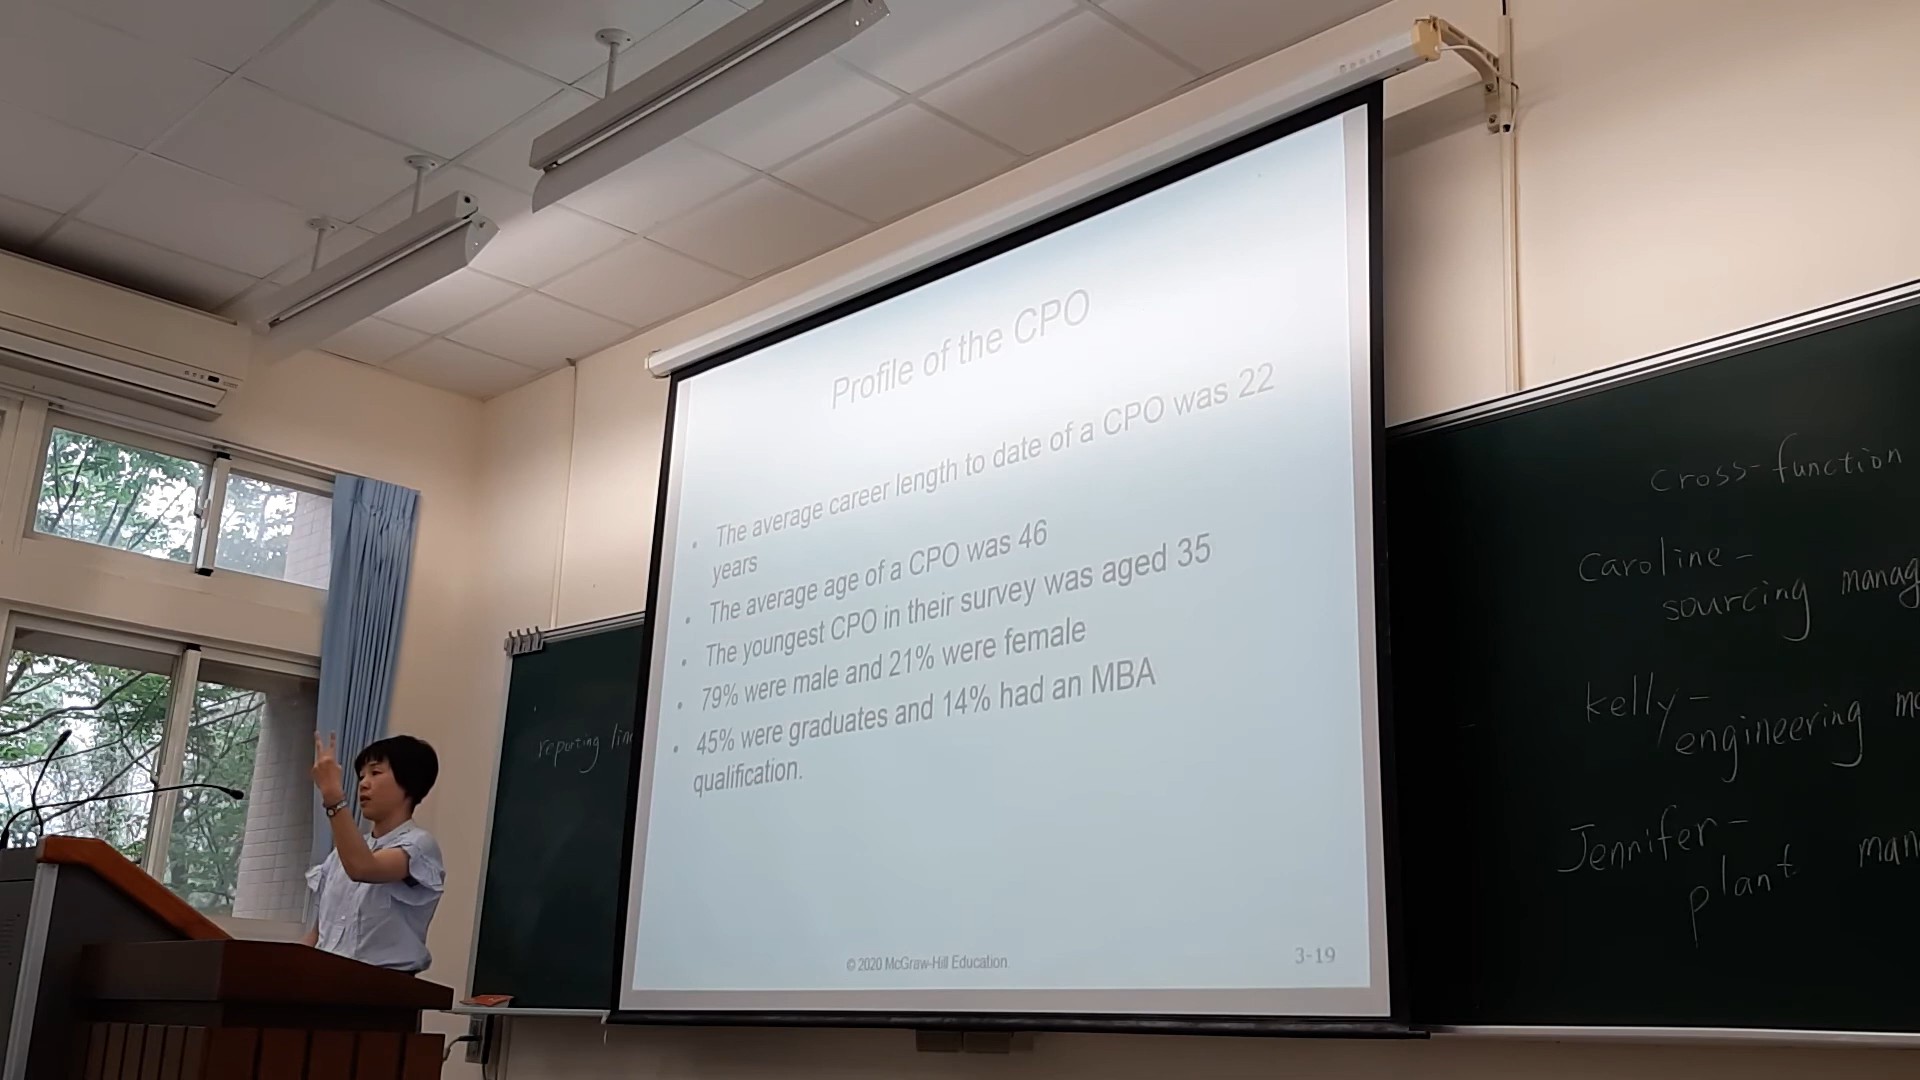 Profile of the CPO
• The average career length to date of a CPO was 22
years
• The average age of a CPO was 46
• The youngest CPO in their survey was aged 35
• 79% were male and 21% were female
• 45% were graduates and 14% had an MBA
qualification.
© 2020 McGraw-Hill Education
3-19
reporting
Cross-function
Caroline-
sourcing
Kelly-
engineering
Jennifer-
plant